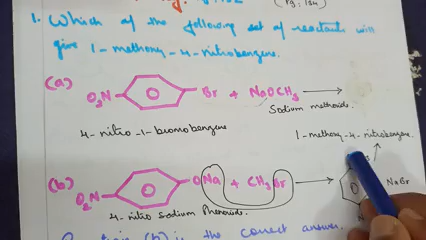 (Pg: 184)
1. Which of the following set of reactants will
give 1-methoxy-4-nitrobenzene.
(a) O₂N Br + NaOCH₃ →
Sodium methoxide.
4-nitro-1-bromobenzene
1-methoxy-4-nitrobenzene.
(b) O₂N ONa + CH₃Br → NaBr
4-nitro sodium Phenoxide.
(b) is the correct answer.